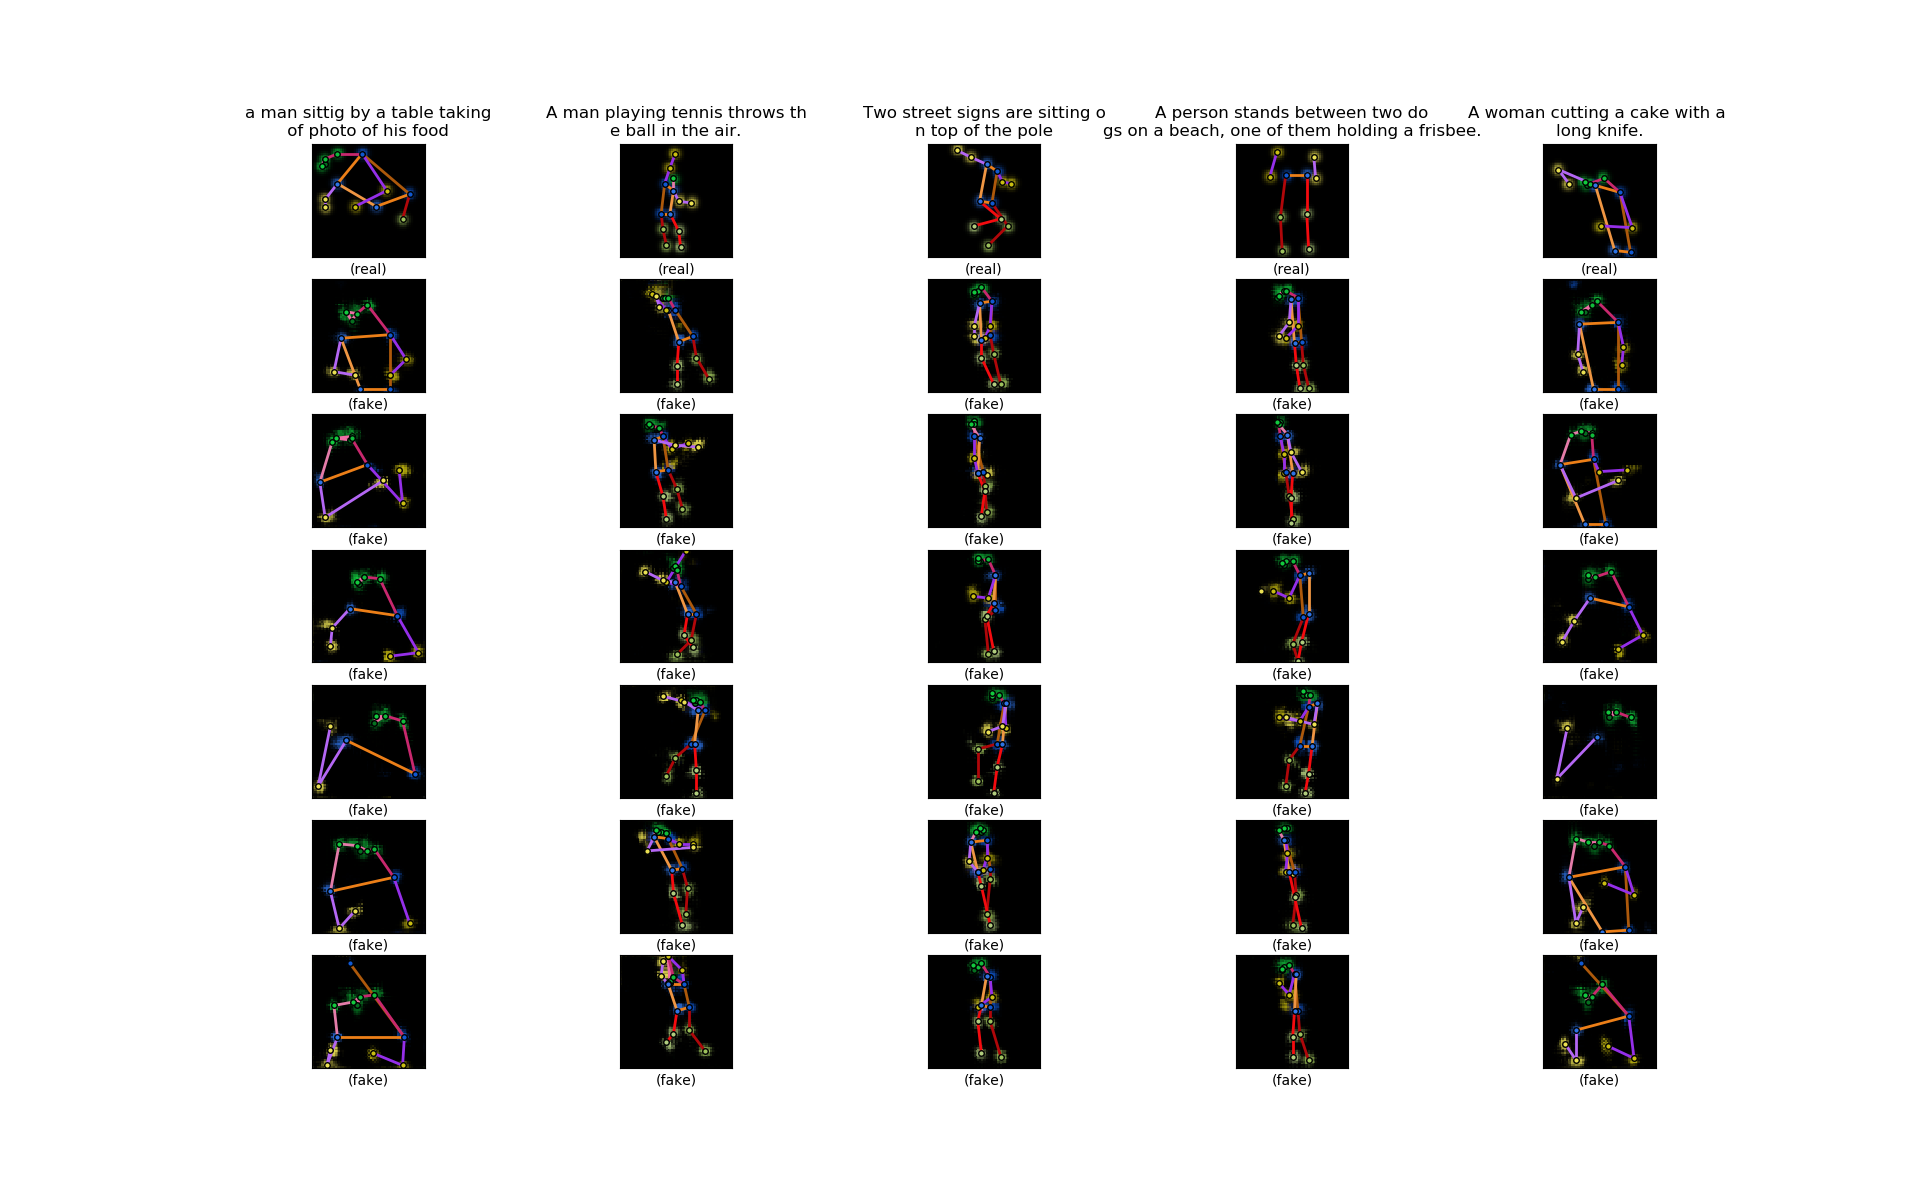 a man sittig by a table taking
of photo of his food
A man playing tennis throws th
e ball in the air.
Two street signs are sitting o
n top of the pole
A person stands between two do
gs on a beach, one of them holding a frisbee.
A woman cutting a cake with a
long knife.
(real) (real) (real) (real) (real)
(fake) (fake) (fake) (fake) (fake)
(fake) (fake) (fake) (fake) (fake)
(fake) (fake) (fake) (fake) (fake)
(fake) (fake) (fake) (fake) (fake)
(fake) (fake) (fake) (fake) (fake)
(fake) (fake) (fake) (fake) (fake)